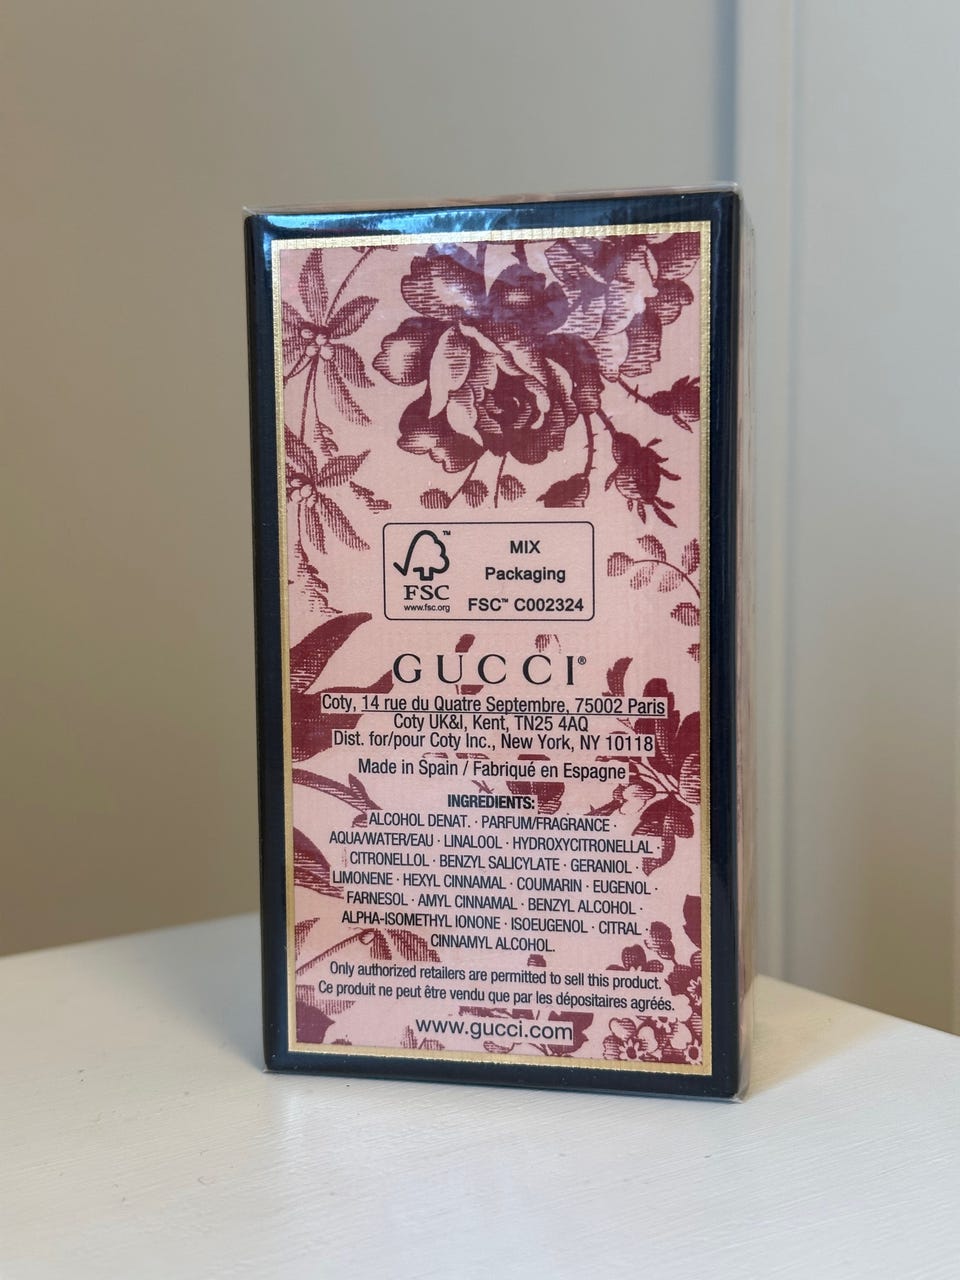 MIX
Packaging
FSC™ C002324
™
FSC
www.fsc.org
GUCCI®
Coty, 14 rue du Quatre Septembre, 75002 Paris
Coty UK&I, Kent, TN25 4AQ
Dist. for/pour Coty Inc., New York, NY 10118
Made in Spain / Fabriqué en Espagne
INGREDIENTS:
ALCOHOL DENAT. · PARFUM/FRAGRANCE ·
AQUA/WATER/EAU · LINALOOL · HYDROXYCITRONELLAL ·
CITRONELLOL · BENZYL SALICYLATE · GERANIOL ·
LIMONENE · HEXYL CINNAMAL · COUMARIN · EUGENOL ·
FARNESOL · AMYL CINNAMAL · BENZYL ALCOHOL ·
ALPHA-ISOMETHYL IONONE · ISOEUGENOL · CITRAL ·
CINNAMYL ALCOHOL.
Only authorized retailers are permitted to sell this product.
Ce produit ne peut être vendu que par les dépositaires agréés.
www.gucci.com